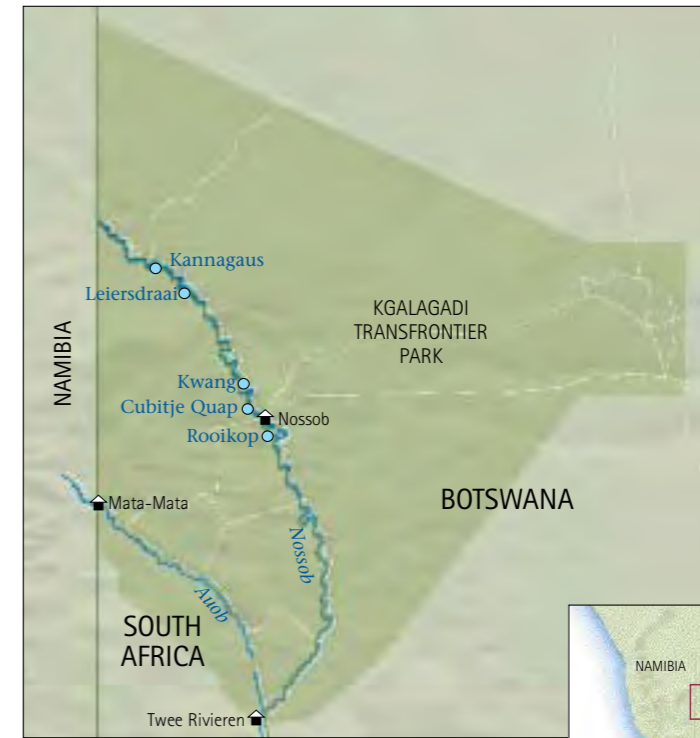 Kannagaus
Leiersdraai
KGALAGADI
TRANSFRONTIER
PARK
NAMIBIA
Kwang
Cubitje Quap
Nossob
Rooikop
BOTSWANA
Mata-Mata
Nossob
Auob
SOUTH
AFRICA
NAMIBIA
Twee Rivieren